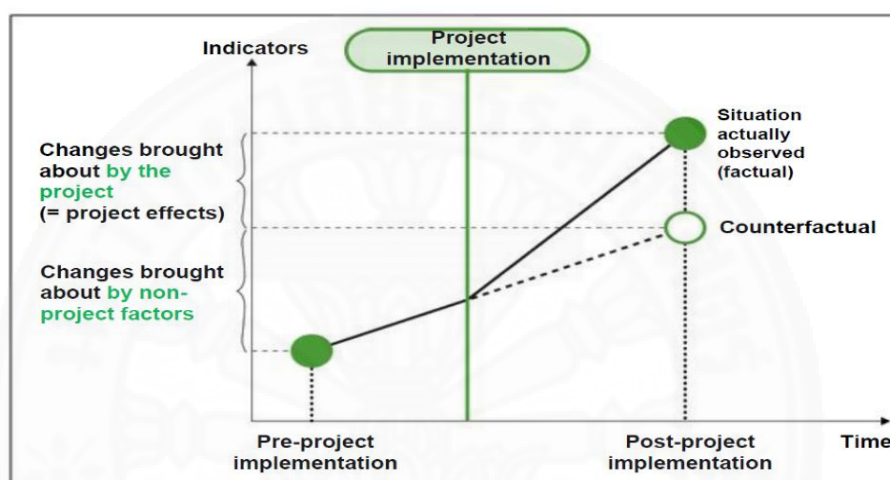 Project
implementation
Indicators
Situation
actually
observed
(factual)
Changes brought
about by the
project
(= project effects)
Counterfactual
Changes brought
about by non-
project factors
Pre-project
implementation
Post-project
implementation
Time